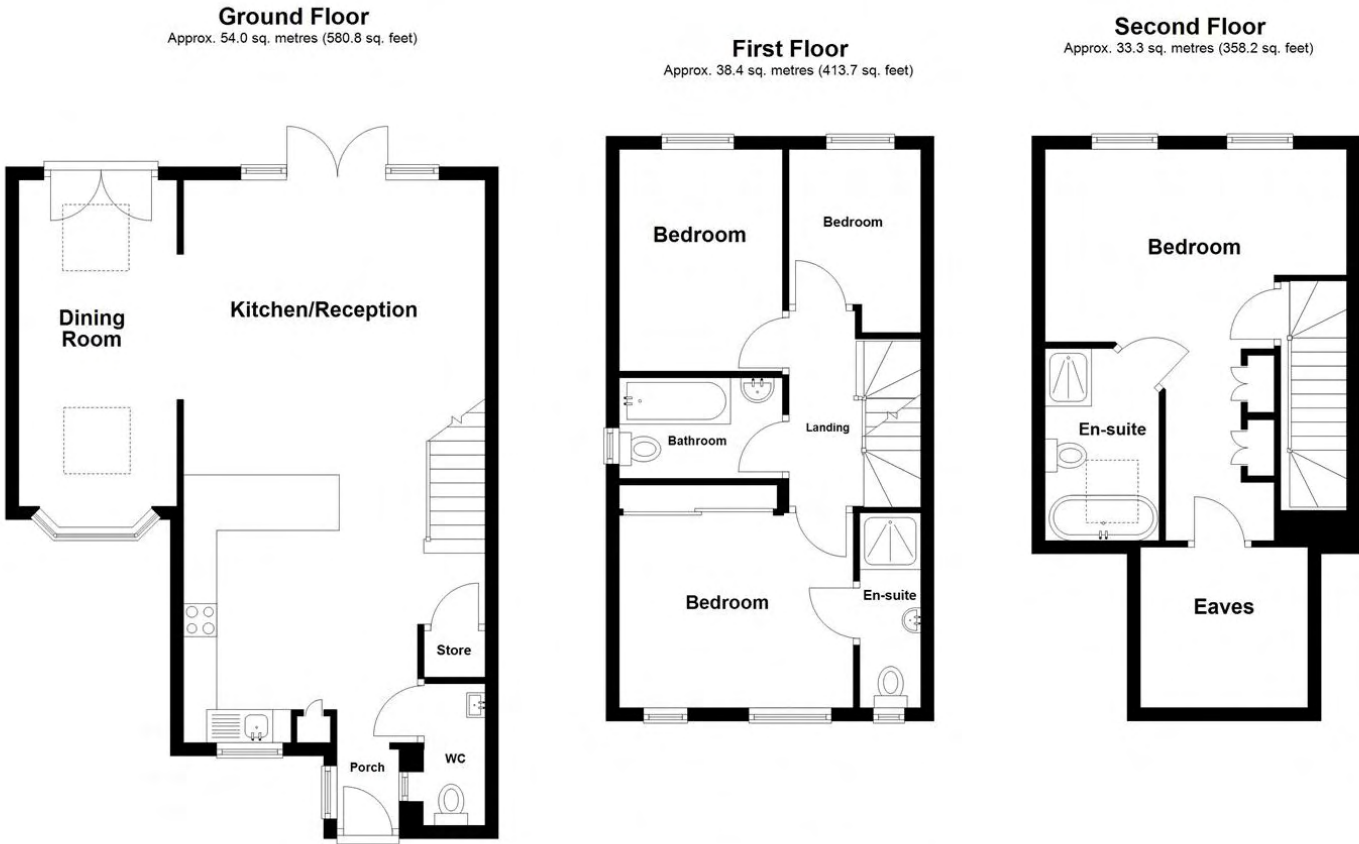 Ground Floor
Approx. 54.0 sq. metres (580.8 sq. feet)
Dining
Room
Kitchen/Reception
Store
WC
Porch
First Floor
Approx. 38.4 sq. metres (413.7 sq. feet)
Bedroom
Bedroom
Bathroom
Landing
Bedroom
En-suite
Second Floor
Approx. 33.3 sq. metres (358.2 sq. feet)
Bedroom
En-suite
Eaves